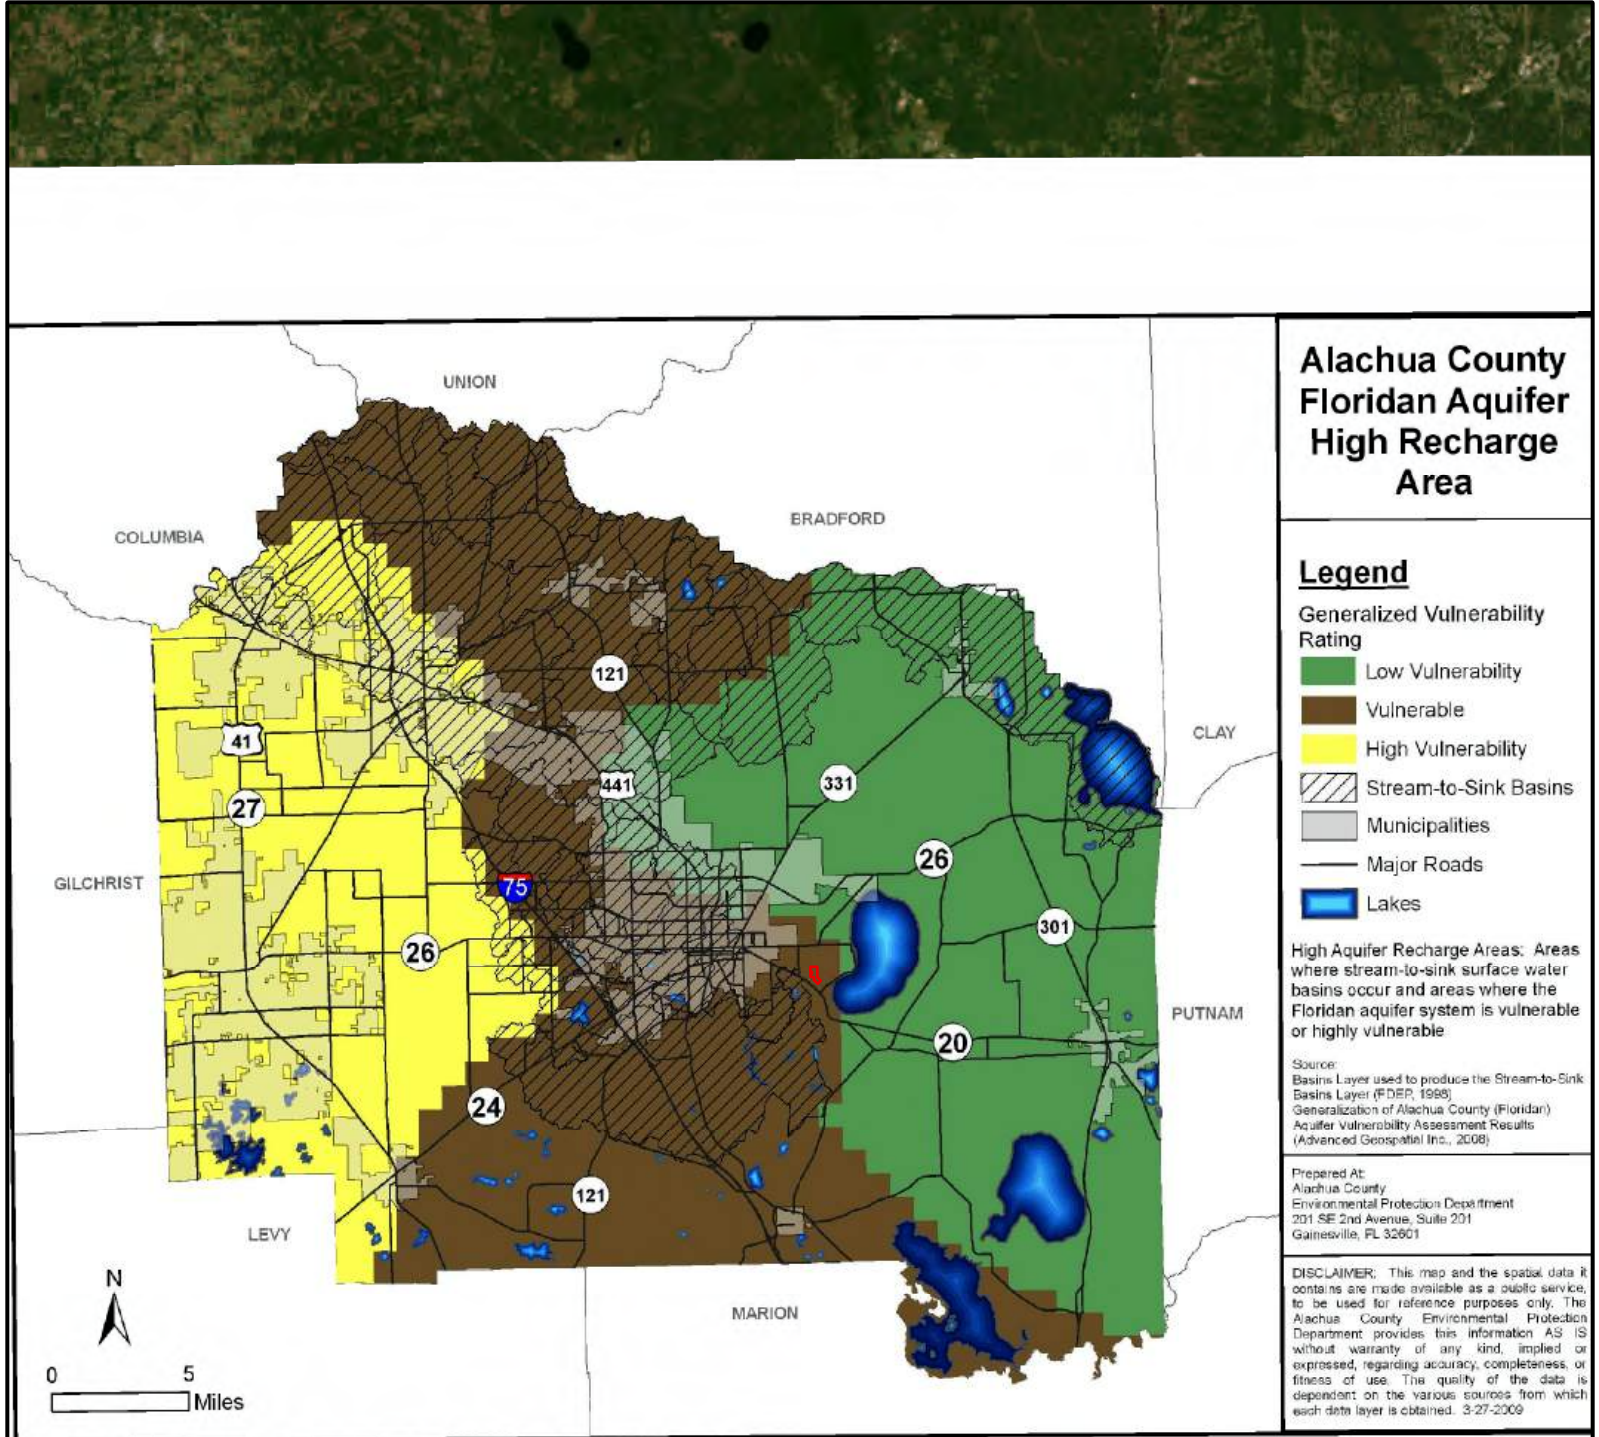 Alachua County
Floridan Aquifer
High Recharge
Area
UNION
COLUMBIA
BRADFORD
Legend
Generalized Vulnerability
Rating
Low Vulnerability
Vulnerable
High Vulnerability
Stream-to-Sink Basins
Municipalities
Major Roads
Lakes
121
41
CLAY
441
331
27
26
GILCHRIST
75
301
26
High Aquifer Recharge Areas: Areas
where stream-to-sink surface water
basins occur and areas where the
Floridan aquifer system is vulnerable
or highly vulnerable
PUTNAM
20
Source:
Basins Layer used to produce the Stream-to-Sink
Basins Layer (FDEP, 1998)
Generalization of Alachua County (Floridan)
Aquifer Vulnerability Assessment Results
(Advanced Geospatial Inc., 2008)
24
Prepared At:
Alachua County
Environmental Protection Department
201 SE 2nd Avenue, Suite 201
Gainesville, FL 32601
121
LEVY
N
MARION
DISCLAIMER: This map and the spatial data it
contains are made available as a public service,
to be used for reference purposes only. The
Alachua County Environmental Protection
Department provides this information AS IS
without warranty of any kind, implied or
expressed, regarding accuracy, completeness, or
fitness of use. The quality of the data is
dependent on the various sources from which
each data layer is obtained. 3-27-2009
0 5
Miles